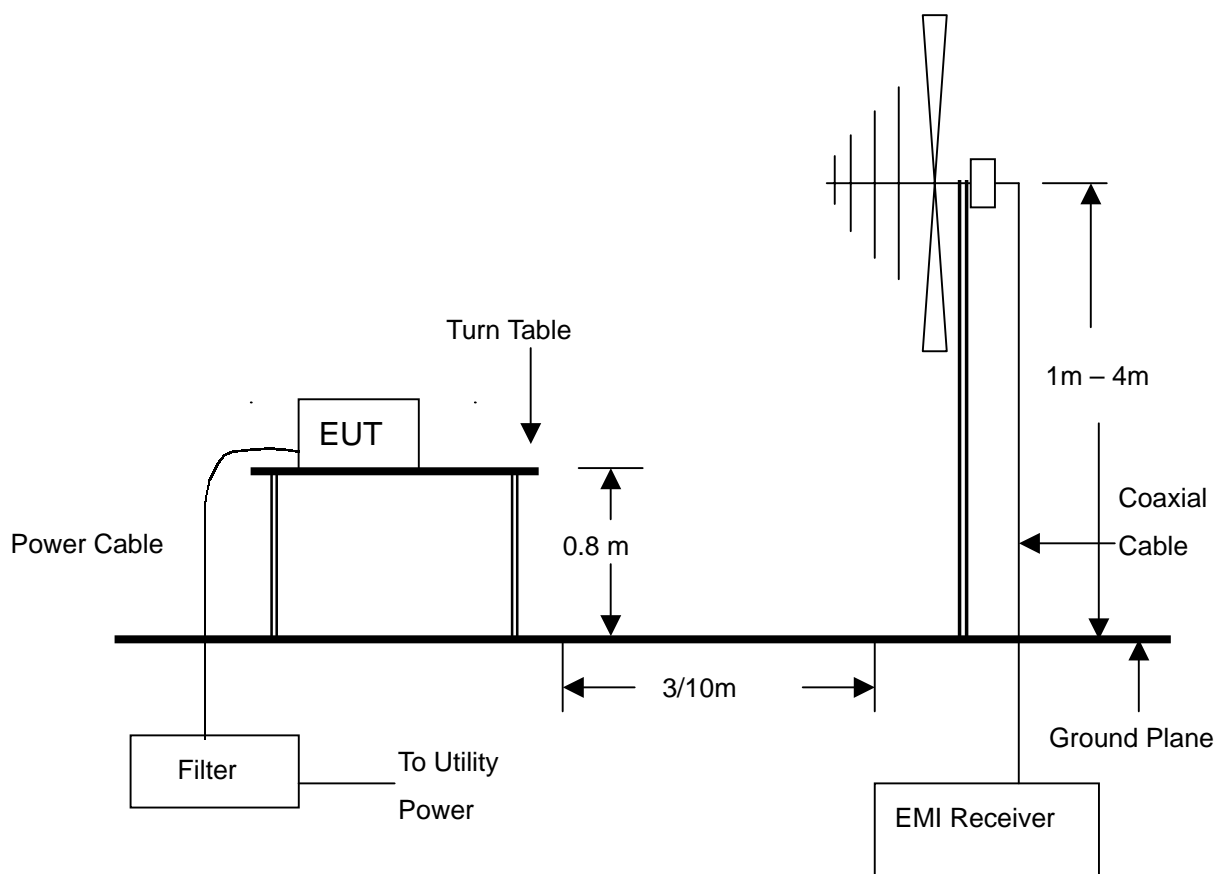 Turn Table
1m – 4m
EUT
Coaxial
Cable
Power Cable
0.8 m
3/10m
Ground Plane
To Utility
Power
Filter
EMI Receiver